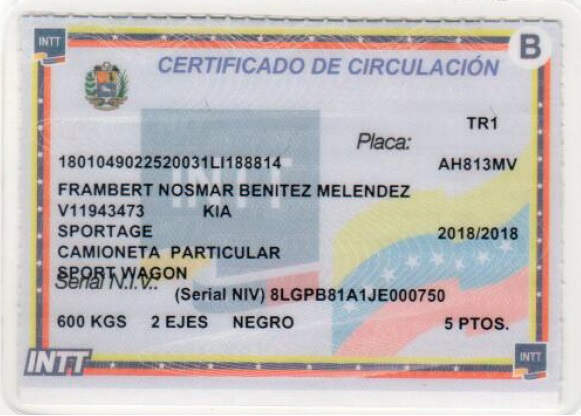 INTT
B
CERTIFICADO DE CIRCULACIÓN
TR1
Placa:
1801049022520031LI188814 AH813MV
FRAMBERT NOSMAR BENITEZ MELENDEZ
V11943473 KIA
SPORTAGE 2018/2018
CAMIONETA PARTICULAR
SPORT WAGON
Serial N.I.V.:
(Serial NIV) 8LGPB81A1JE000750
600 KGS 2 EJES NEGRO 5 PTOS.
INTT
INTT
INTT